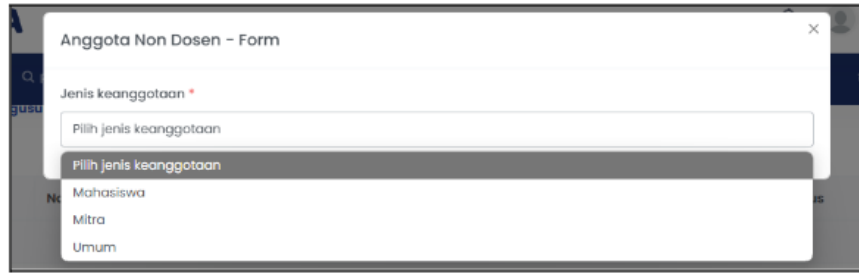 Anggota Non Dosen - Form
Jenis keanggotaan *
Pilih jenis keanggotaan
Pilih jenis keanggotaan
Mahasiswa
Mitra
Umum